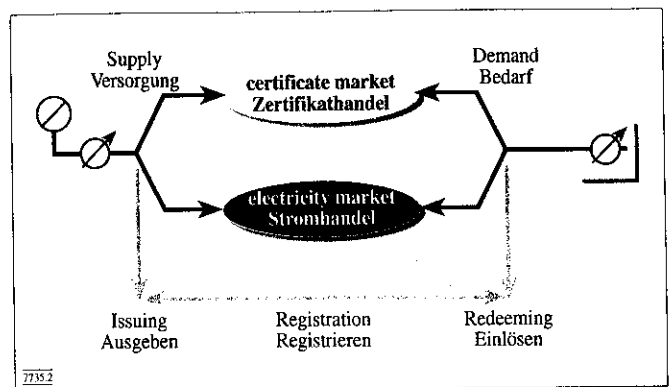 Supply
Versorgung
Demand
Bedarf
certificate market
Zertifikathandel
electricity market
Stromhandel
Issuing
Ausgeben
Registration
Registrieren
Redeeming
Einlösen
7735.2